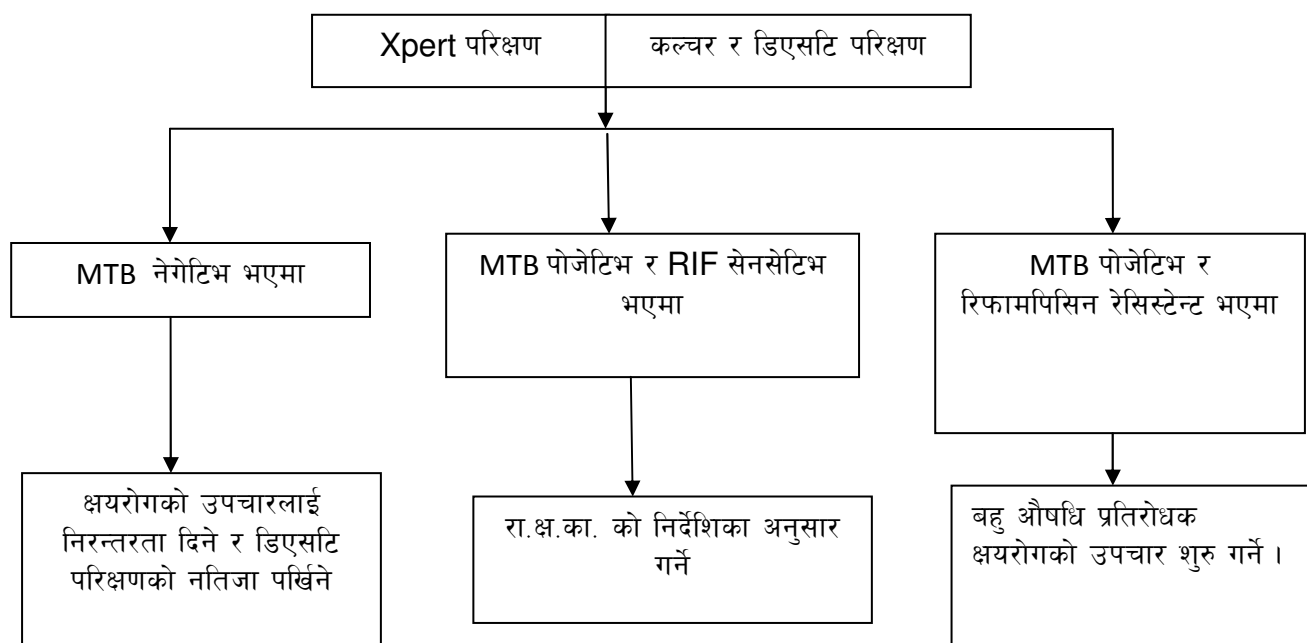 Xpert परिक्षण
कल्चर र डिएसटि परिक्षण
MTB नेगेटिभ भएमा
MTB पोजेटिभ र RIF सेनसेटिभ
भएमा
MTB पोजेटिभ र
रिफामपिसिन रेसिस्टेन्ट भएमा
क्षयरोगको उपचारलाई
निरन्तरता दिने र डिएसटि
परिक्षणको नतिजा पर्खिने
रा.क्ष.का. को निर्देशिका अनुसार
गर्ने
बहु औषधि प्रतिरोधक
क्षयरोगको उपचार शुरु गर्ने ।